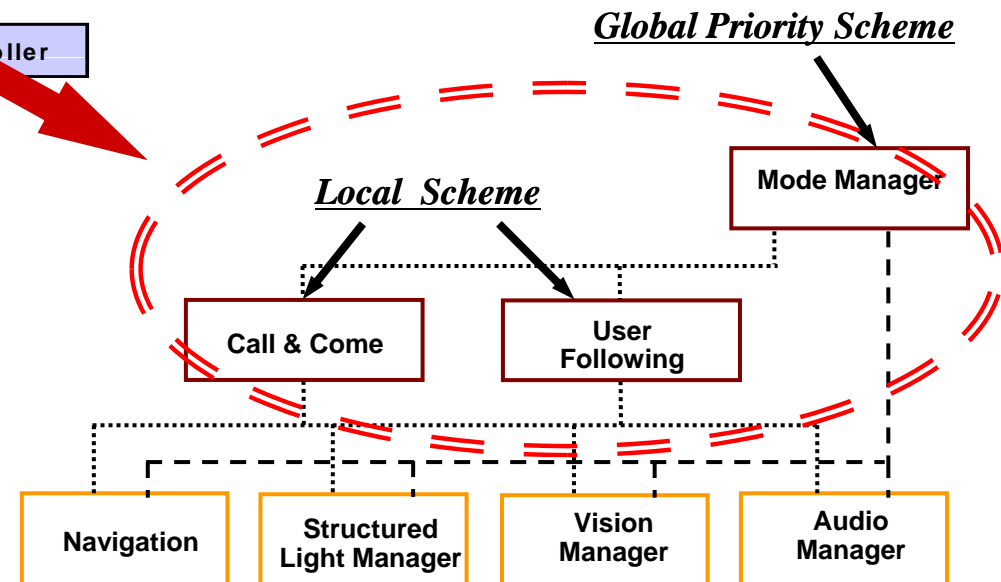 Global Priority Scheme
Mode Manager
Local Scheme
Call & Come
User
Following
Navigation
Structured
Light Manager
Vision
Manager
Audio
Manager